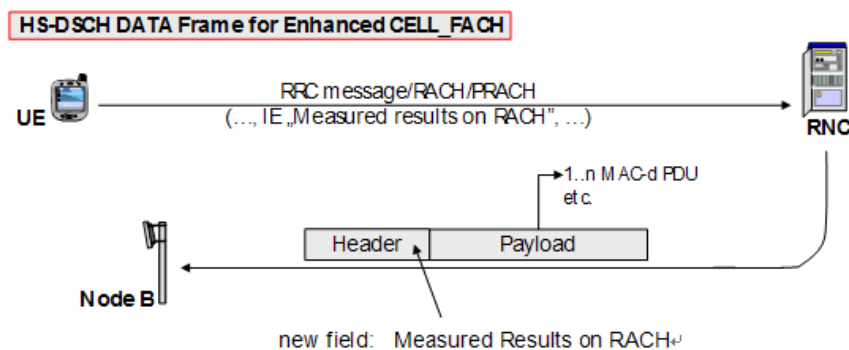 HS-DSCH DATA Frame for Enhanced CELL_FACH
RRC message/RACH/PRACH
UE
(…, IE „Measured results on RACH”, …)
RNC
1..n MAC-d PDU
etc.
Header
Payload
Node B
new field: Measured Results on RACH↵